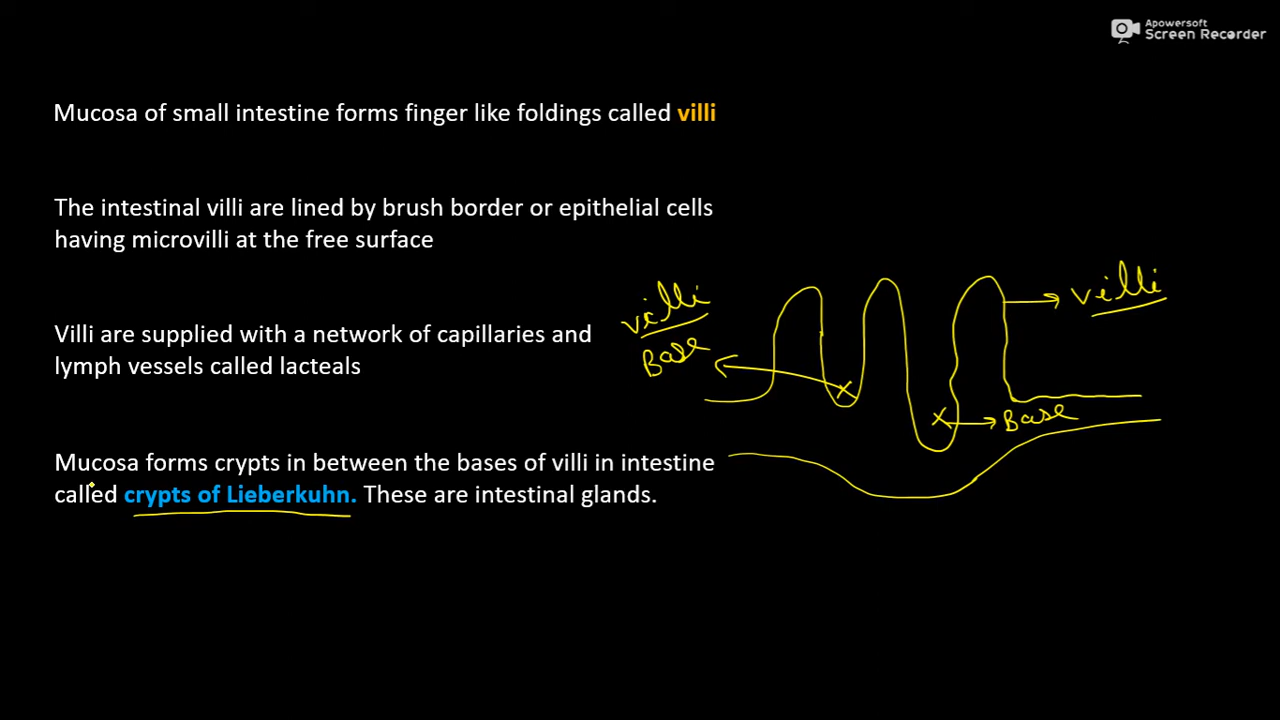 Apowersoft
Screen Recorder
Mucosa of small intestine forms finger like foldings called villi
The intestinal villi are lined by brush border or epithelial cells
having microvilli at the free surface
villi
villi
Villi are supplied with a network of capillaries and
lymph vessels called lacteals
Base
Base
Mucosa forms crypts in between the bases of villi in intestine
called crypts of Lieberkuhn. These are intestinal glands.